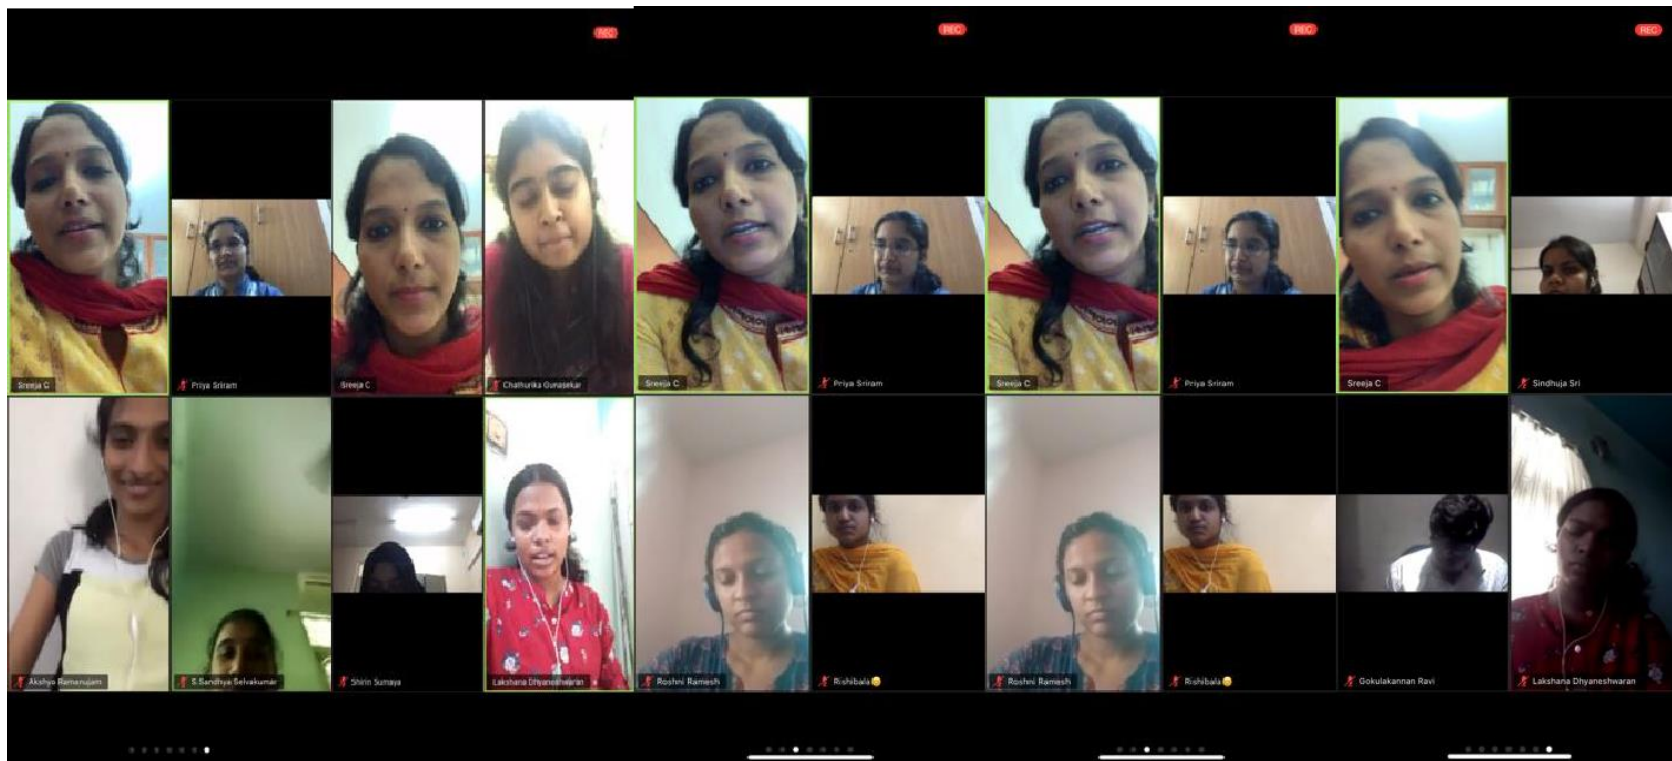 REC
REC
REC
REC
Sreeja C
Priya Sriram
Sreeja C
Chathurika Gunasekar
Sreeja C
Priya Sriram
Sreeja C
Priya Sriram
Sreeja C
Sindhuja Sri
Akshya Ramanujam
S.Sandhya Selvakumar
Shirin Sumaya
Lakshana Dhyaneshwaran
Roshni Ramesh
Rishibala
Roshni Ramesh
Rishibala
Gokulakannan Ravi
Lakshana Dhyaneshwaran